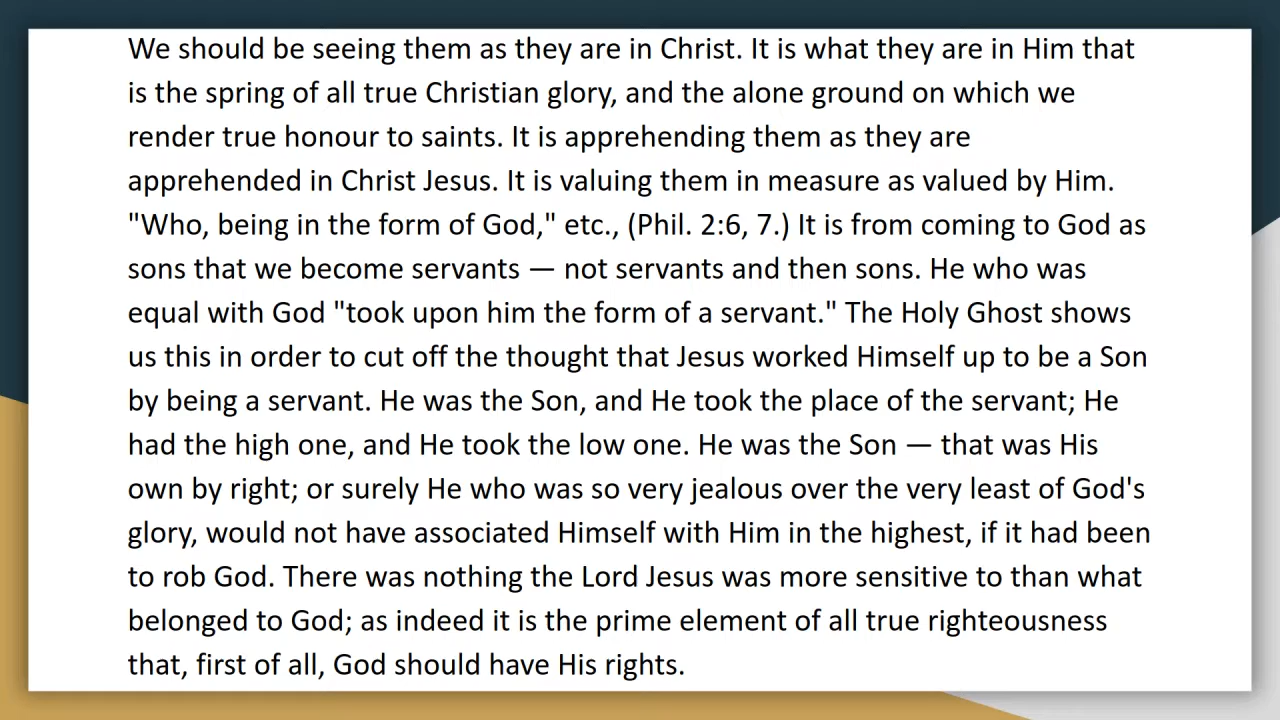 We should be seeing them as they are in Christ. It is what they are in Him that
is the spring of all true Christian glory, and the alone ground on which we
render true honour to saints. It is apprehending them as they are
apprehended in Christ Jesus. It is valuing them in measure as valued by Him.
"Who, being in the form of God," etc., (Phil. 2:6, 7.) It is from coming to God as
sons that we become servants — not servants and then sons. He who was
equal with God "took upon him the form of a servant." The Holy Ghost shows
us this in order to cut off the thought that Jesus worked Himself up to be a Son
by being a servant. He was the Son, and He took the place of the servant; He
had the high one, and He took the low one. He was the Son — that was His
own by right; or surely He who was so very jealous over the very least of God's
glory, would not have associated Himself with Him in the highest, if it had been
to rob God. There was nothing the Lord Jesus was more sensitive to than what
belonged to God; as indeed it is the prime element of all true righteousness
that, first of all, God should have His rights.